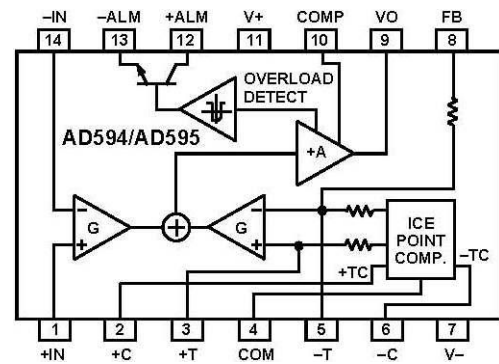 –IN –ALM +ALM V+ COMP VO FB
14 13 12 11 10 9 8
OVERLOAD
DETECT
AD594/AD595
+A
– G + + G – +
ICE
POINT
COMP.
+TC –TC
1 2 3 4 5 6 7
+IN +C +T COM –T –C V–